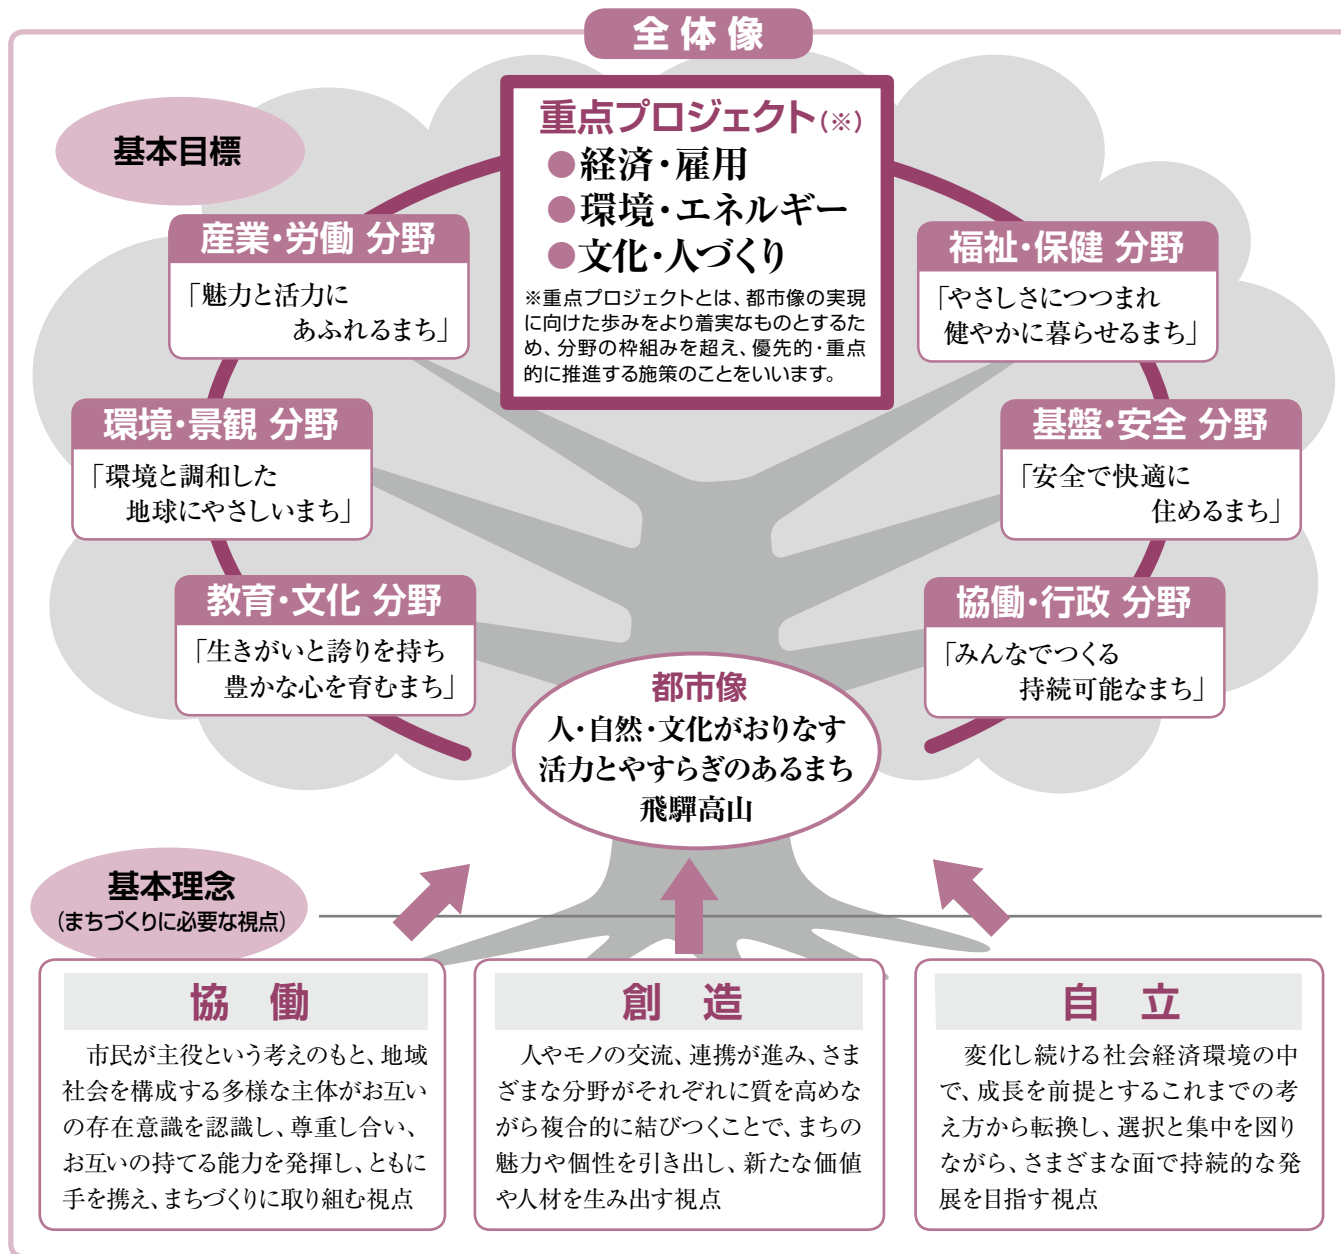 全体像
基本目標
重点プロジェクト(※)
●経済・雇用
●環境・エネルギー
●文化・人づくり
※重点プロジェクトとは、都市像の実現
に向けた歩みをより着実なものとするた
め、分野の枠組みを超え、優先的・重点
的に推進する施策のことをいいます。
産業・労働 分野
「魅力と活力に
あふれるまち」
環境・景観 分野
「環境と調和した
地球にやさしいまち」
教育・文化 分野
「生きがいと誇りを持ち
豊かな心を育むまち」
福祉・保健 分野
「やさしさにつつまれ
健やかに暮らせるまち」
基盤・安全 分野
「安全で快適に
住めるまち」
協働・行政 分野
「みんなでつくる
持続可能なまち」
都市像
人・自然・文化がおりなす
活力とやすらぎのあるまち
飛驒高山
基本理念
(まちづくりに必要な視点)
協 働
市民が主役という考えのもと、地域
社会を構成する多様な主体がお互い
の存在意識を認識し、尊重し合い、
お互いの持てる能力を発揮し、ともに
手を携え、まちづくりに取り組む視点
創 造
人やモノの交流、連携が進み、さま
ざまな分野がそれぞれに質を高めな
がら複合的に結びつくことで、まちの
魅力や個性を引き出し、新たな価値
や人材を生み出す視点
自 立
変化し続ける社会経済環境の中
で、成長を前提とするこれまでの考
え方から転換し、選択と集中を図り
ながら、さまざまな面で持続的な発
展を目指す視点